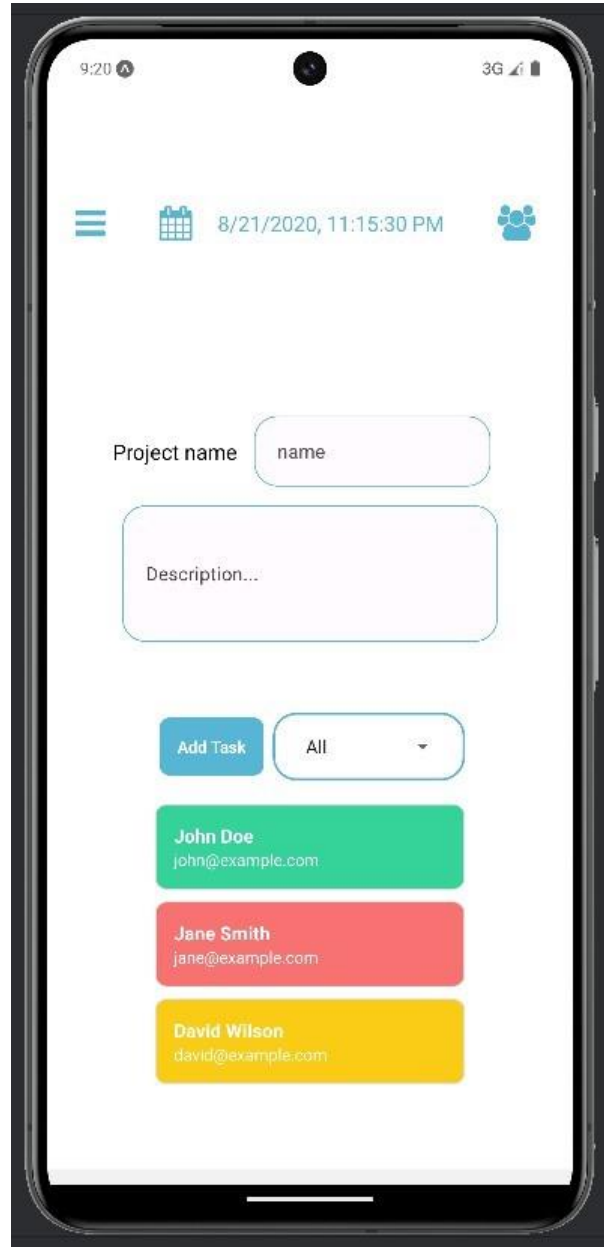 9:20 3G
8/21/2020, 11:15:30 PM
Project name name
Description...
Add Task All
John Doe
john@example.com
Jane Smith
jane@example.com
David Wilson
david@example.com